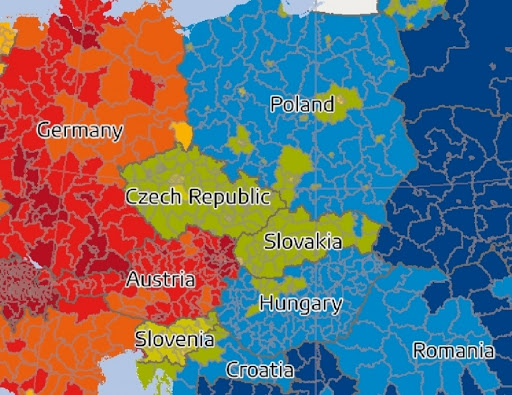 Poland
Germany
Czech Republic
Slovakia
Austria
Hungary
Slovenia
Romania
Croatia